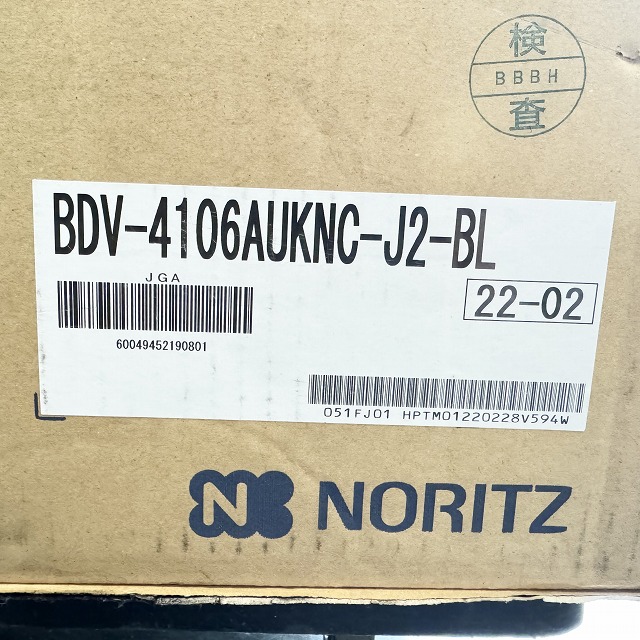 検
BBBH
査
BDV-4106AUKNC-J2-BL
JGA
22-02
60049452190801
051FJ01 HPTM01220228V594W
NORITZ